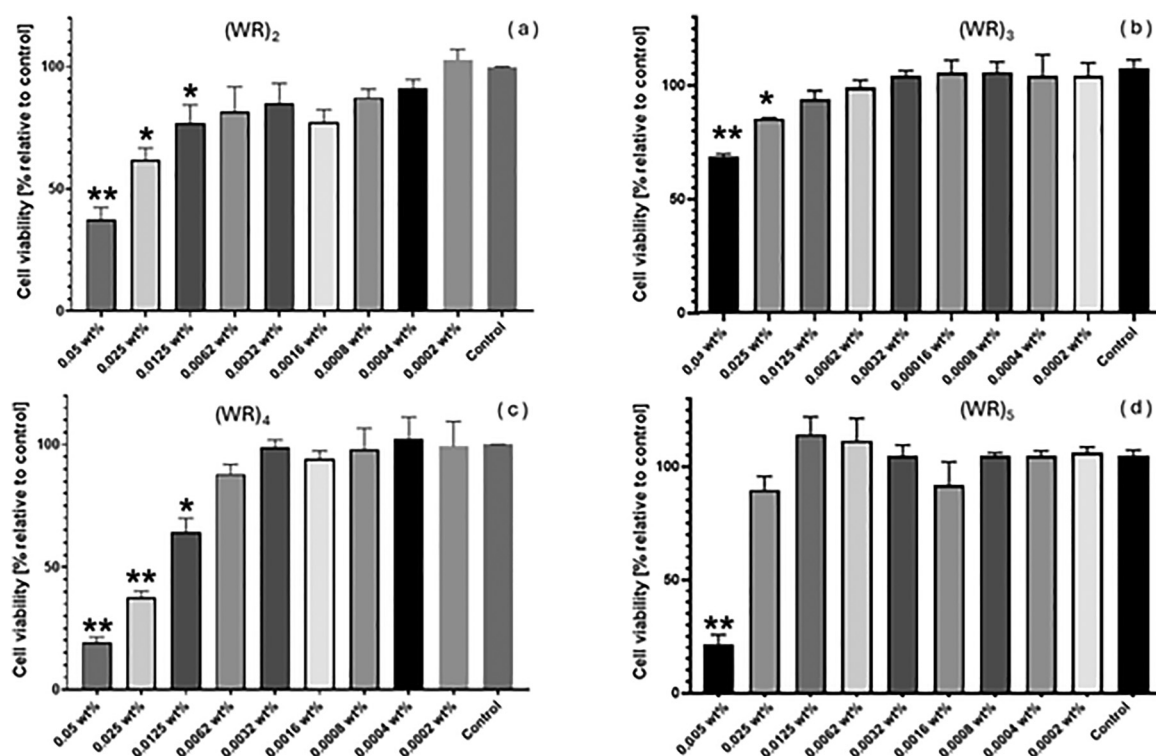 (WR)2
( a )
Cell viability [% relative to control]
100
50
0
**
*
*
0.05 wt%
0.025 wt%
0.0125 wt%
0.0062 wt%
0.0032 wt%
0.0016 wt%
0.0008 wt%
0.0004 wt%
0.0002 wt%
Control
(WR)3
( b )
Cell viability [% relative to control]
100
50
0
**
*
0.025 wt%
0.0125 wt%
0.0062 wt%
0.0032 wt%
0.00016 wt%
0.0008 wt%
0.0004 wt%
0.0002 wt%
Control
(WR)4
( c )
Cell viability [% relative to control]
100
50
0
**
**
*
0.05 wt%
0.025 wt%
0.0125 wt%
0.0062 wt%
0.0032 wt%
0.0016 wt%
0.0008 wt%
0.0004 wt%
0.0002 wt%
Control
(WR)5
( d )
Cell viability [% relative to control]
100
50
0
**
0.005 wt%
0.025 wt%
0.0125 wt%
0.0062 wt%
0.0032 wt%
0.0016 wt%
0.0008 wt%
0.0004 wt%
0.0002 wt%
Control